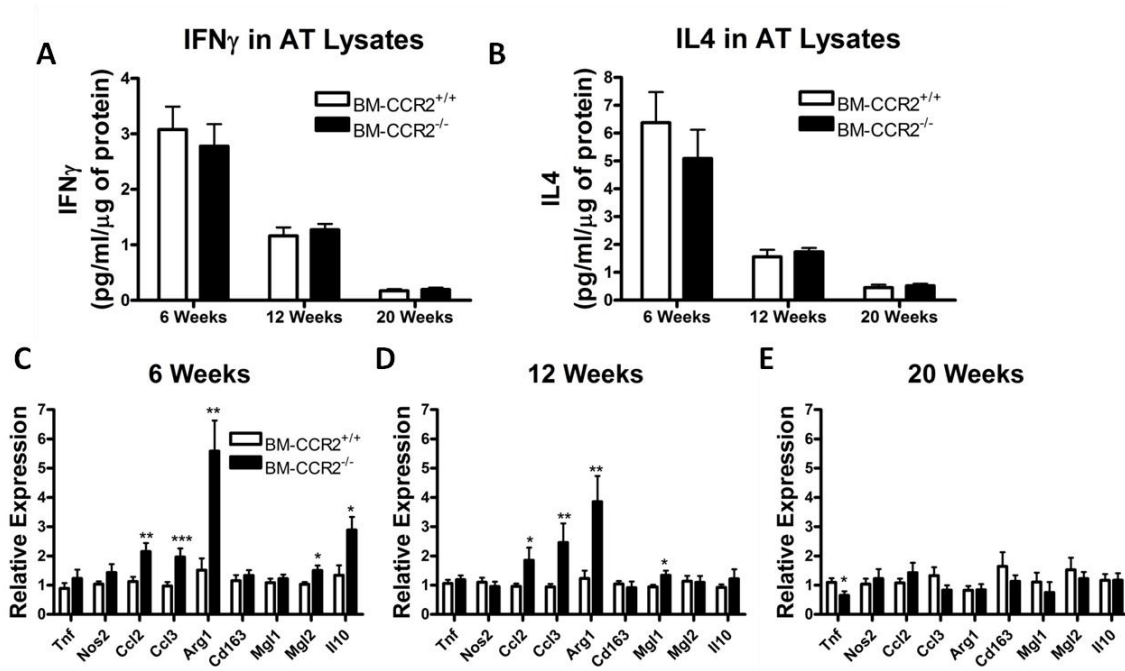 A
IFNγ in AT Lysates
IFNγ
(pg/ml/μg of protein)
4
3
2
1
0
BM-CCR2+/+
BM-CCR2-/-
6 Weeks 12 Weeks 20 Weeks
B
IL4 in AT Lysates
IL4
(pg/ml/μg of protein)
8
7
6
5
4
3
2
1
0
BM-CCR2+/+
BM-CCR2-/-
6 Weeks 12 Weeks 20 Weeks
C
6 Weeks
Relative Expression
7
6
5
4
3
2
1
0
BM-CCR2+/+
BM-CCR2-/-
** *** ** * *
Tnf Nos2 Ccl2 Ccl3 Arg1 Cd163 Mgl1 Mgl2 Il10
D
12 Weeks
Relative Expression
7
6
5
4
3
2
1
0
* ** ** *
Tnf Nos2 Ccl2 Ccl3 Arg1 Cd163 Mgl1 Mgl2 Il10
E
20 Weeks
Relative Expression
7
6
5
4
3
2
1
0
*
Tnf Nos2 Ccl2 Ccl3 Arg1 Cd163 Mgl1 Mgl2 Il10